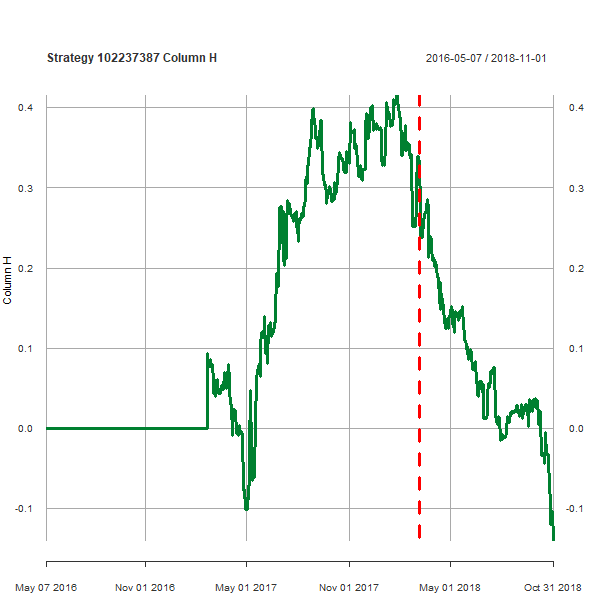 Strategy 102237387 Column H 2016-05-07 / 2018-11-01
0.4 0.4
0.3 0.3
0.2 0.2
0.1 0.1
0.0 0.0
-0.1 -0.1
Column H
May 07 2016 Nov 01 2016 May 01 2017 Nov 01 2017 May 01 2018 Oct 31 2018